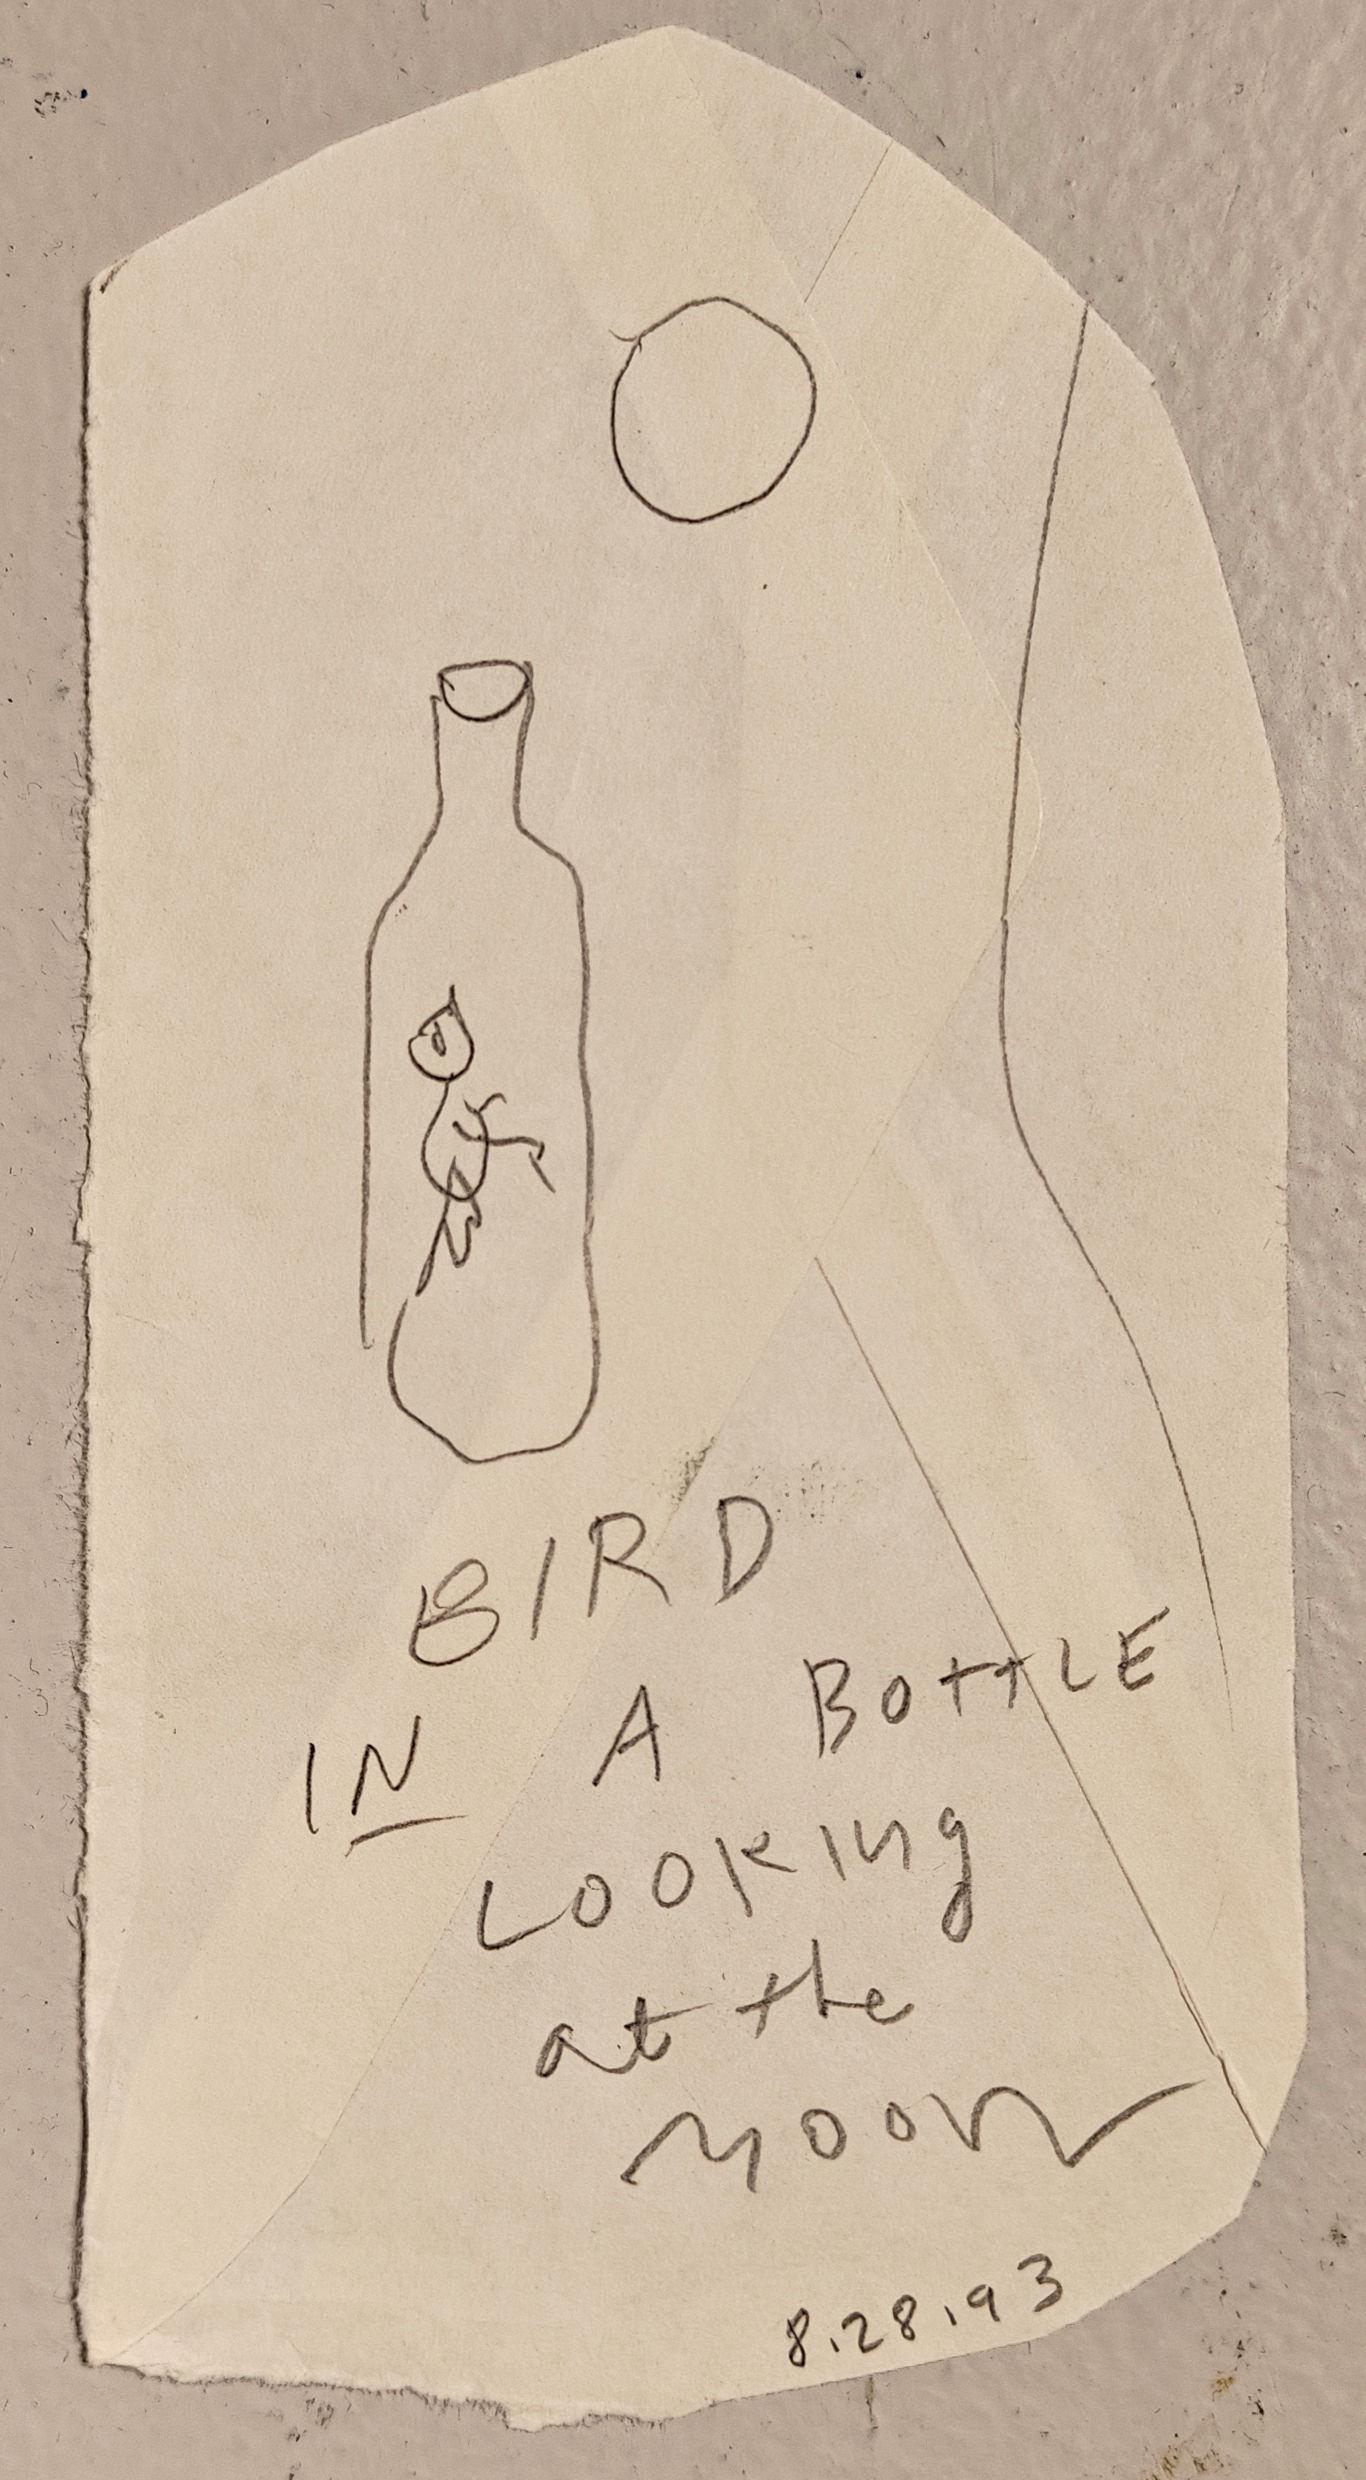 BIRD
IN A BOTTLE
LOOKINg
at the
MOON
8.28.93